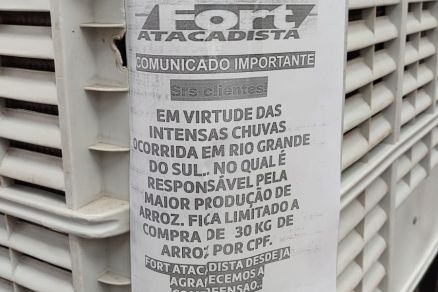 Fort
ATACADISTA
COMUNICADO IMPORTANTE
Srs clientes!
EM VIRTUDE DAS
INTENSAS CHUVAS
OCORRIDA EM RIO GRANDE
DO SUL.. NO QUAL É
RESPONSÁVEL PELA
MAIOR PRODUÇÃO DE
ARROZ. FICA LIMITADO A
COMPRA DE 30 KG DE
ARROZ POR CPF.
FORT ATACADISTA DESDE JA
AGRADECEMOS A